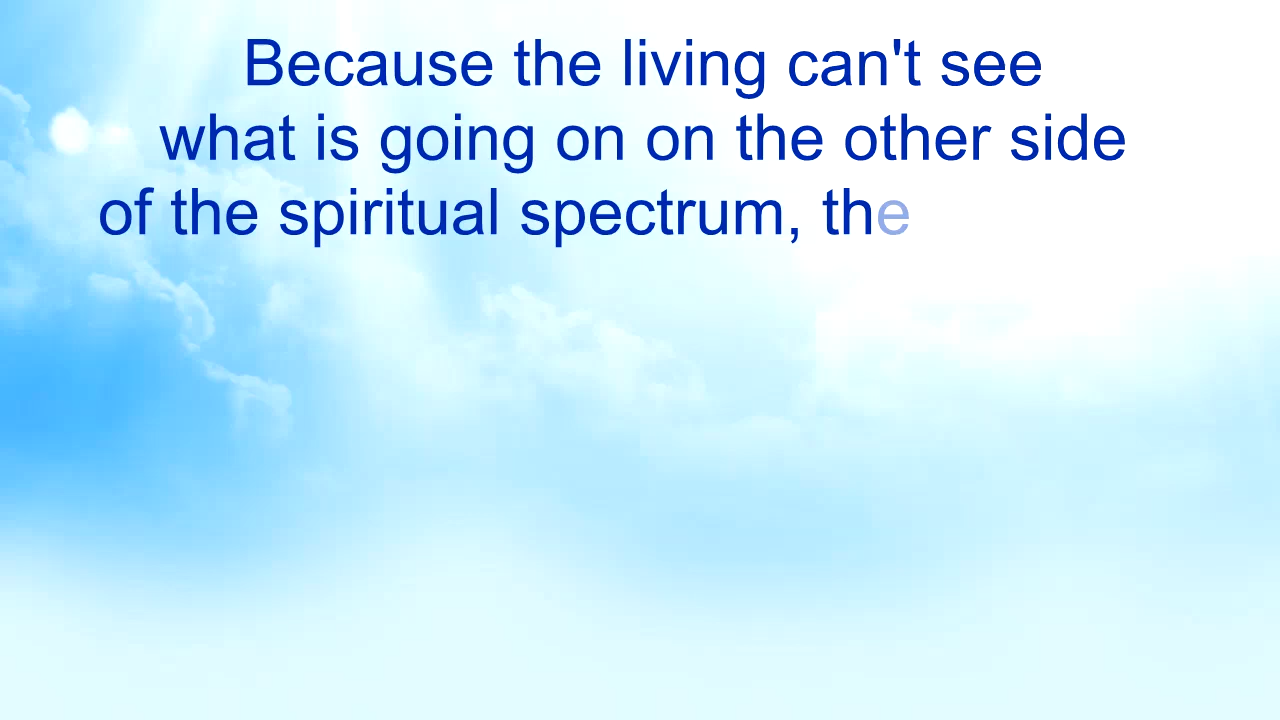 Because the living can't see
what is going on on the other side
of the spiritual spectrum, the